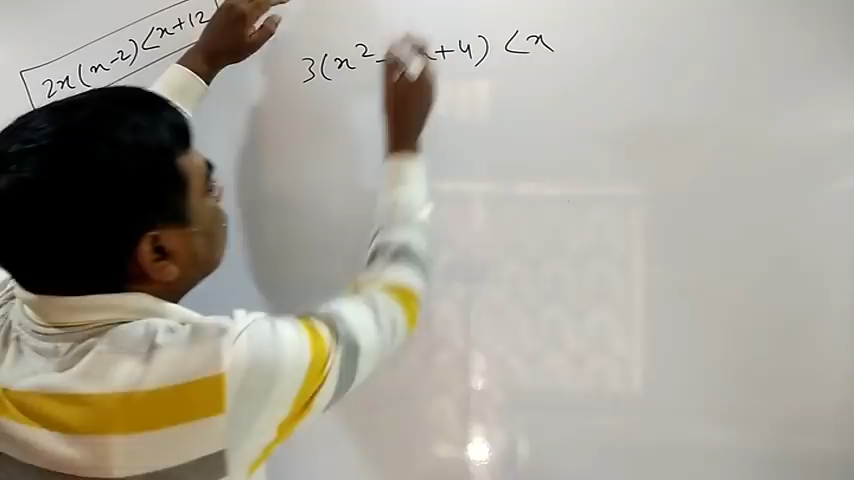 2x(x-2)<x+12
3(x²- +4) <x